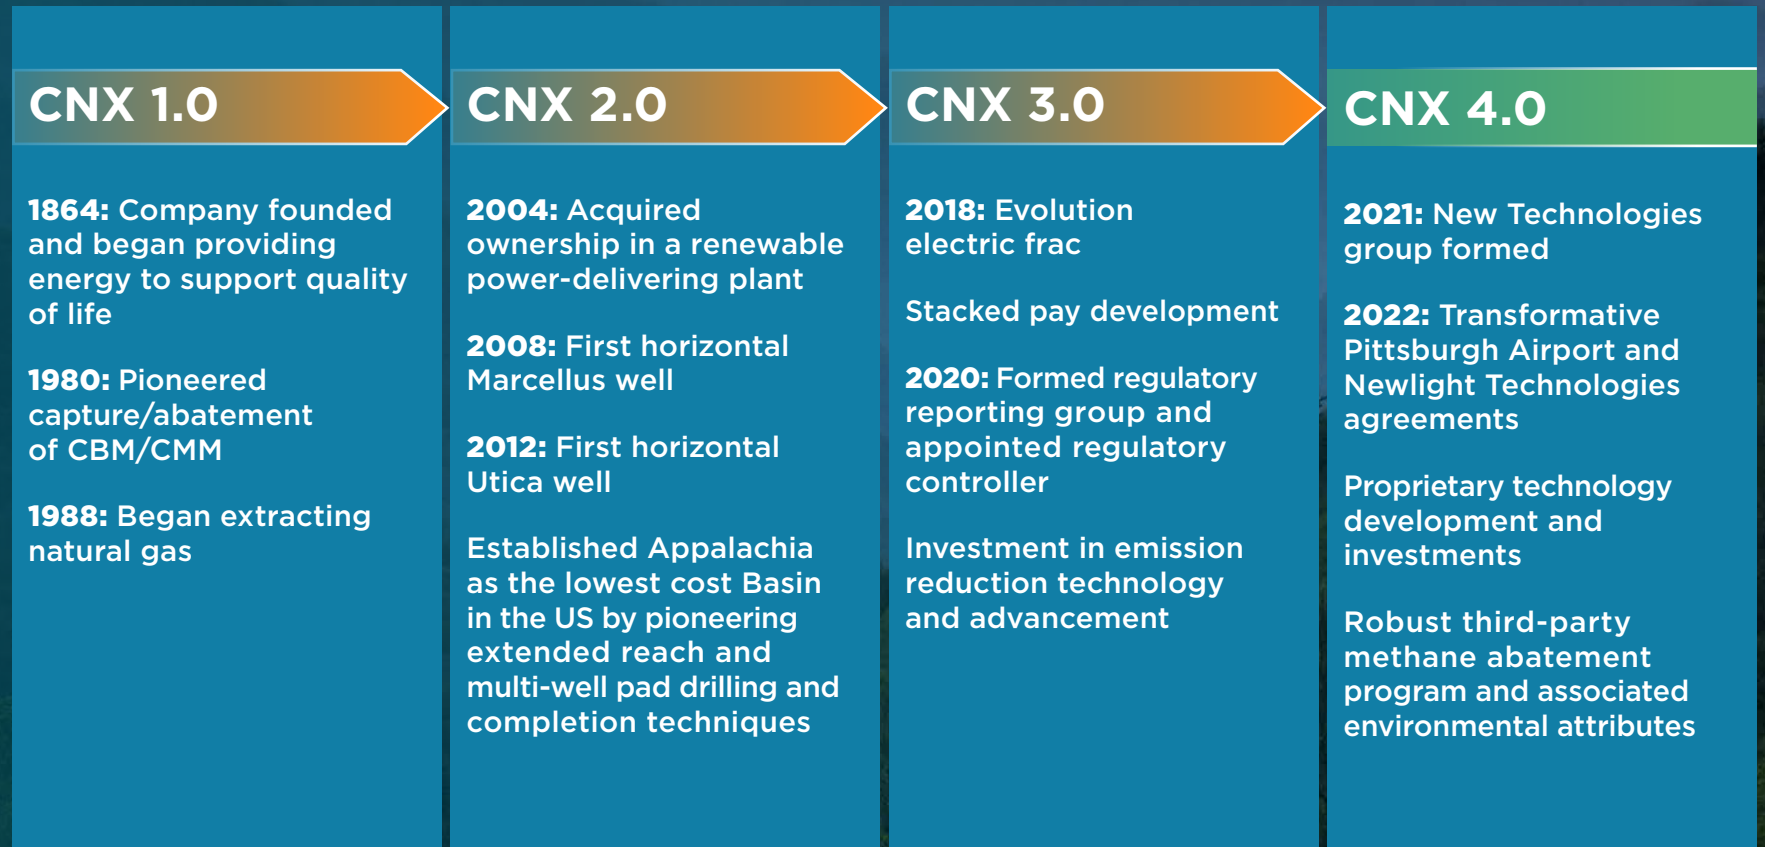 CNX 1.0
1864: Company founded
and began providing
energy to support quality
of life
1980: Pioneered
capture/abatement
of CBM/CMM
1988: Began extracting
natural gas
CNX 2.0
2004: Acquired
ownership in a renewable
power-delivering plant
2008: First horizontal
Marcellus well
2012: First horizontal
Utica well
Established Appalachia
as the lowest cost Basin
in the US by pioneering
extended reach and
multi-well pad drilling and
completion techniques
CNX 3.0
2018: Evolution
electric frac
Stacked pay development
2020: Formed regulatory
reporting group and
appointed regulatory
controller
Investment in emission
reduction technology
and advancement
CNX 4.0
2021: New Technologies
group formed
2022: Transformative
Pittsburgh Airport and
Newlight Technologies
agreements
Proprietary technology
development and
investments
Robust third-party
methane abatement
program and associated
environmental attributes